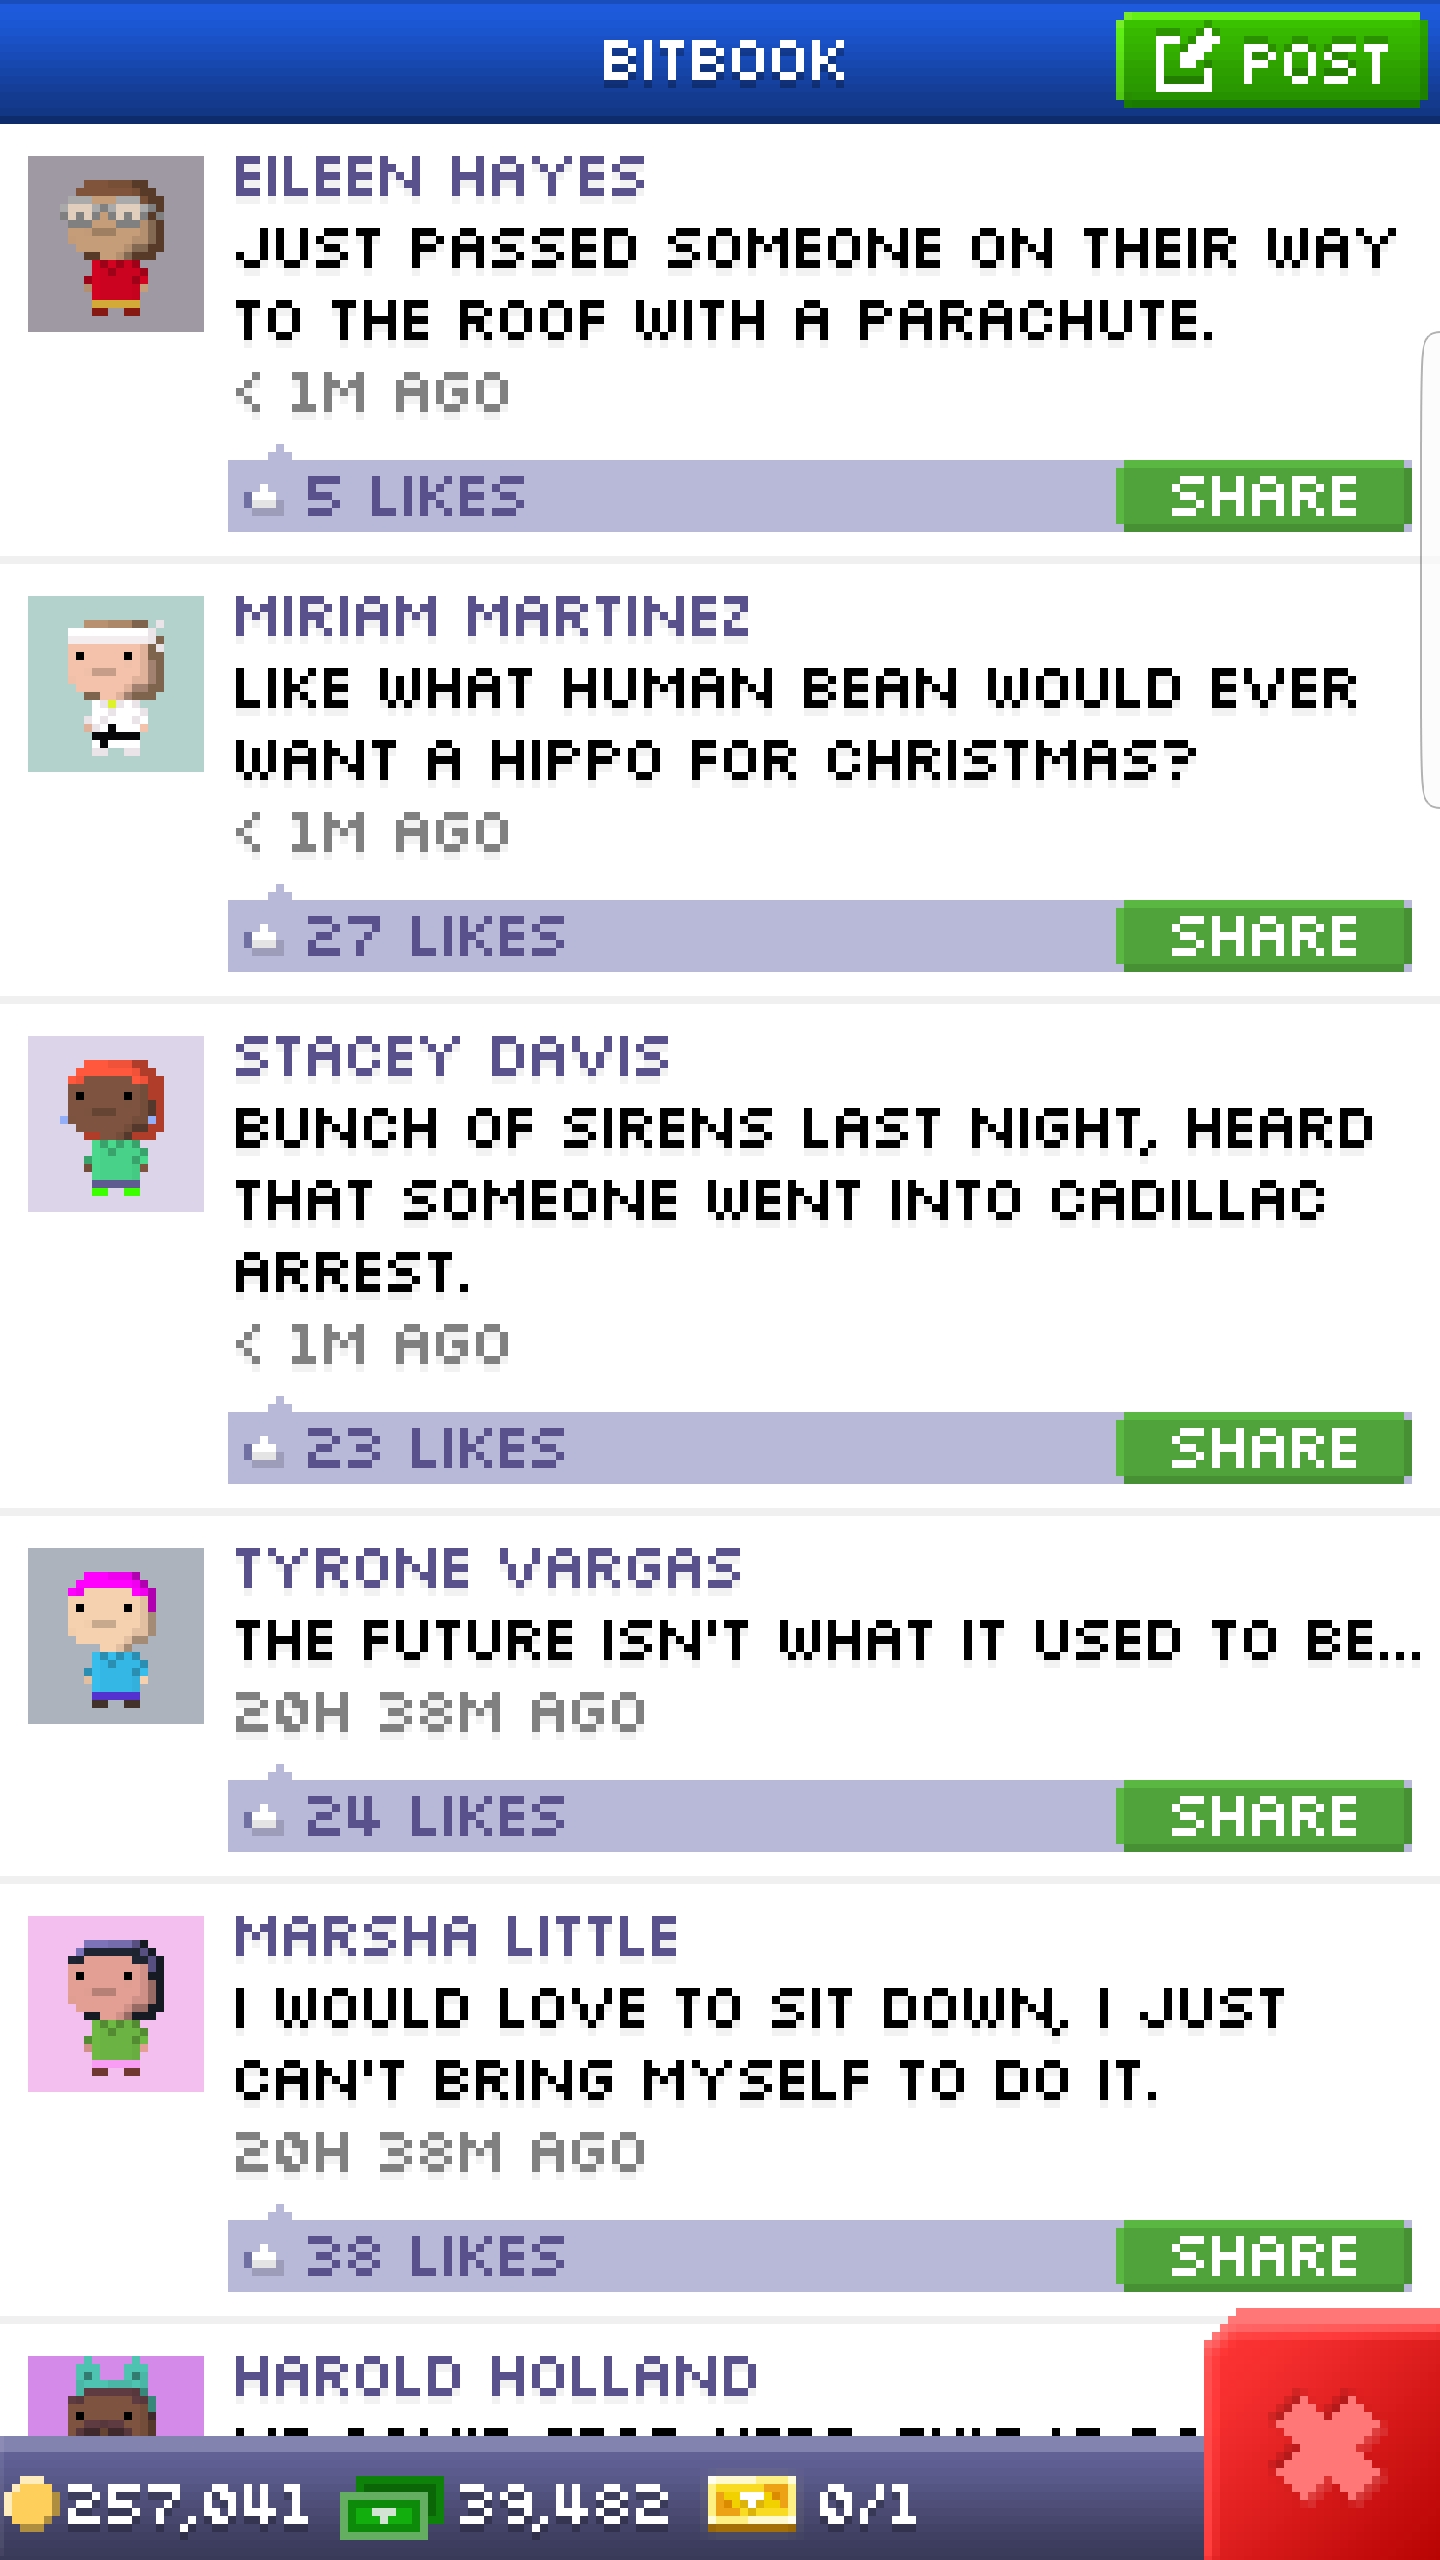 BITBOOK
POST
EILEEN HAYES
JUST PASSED SOMEONE ON THEIR WAY
TO THE ROOF WITH A PARACHUTE.
< 1M AGO
5 LIKES
SHARE
MIRIAM MARTINEZ
LIKE WHAT HUMAN BEAN WOULD EVER
WANT A HIPPO FOR CHRISTMAS?
< 1M AGO
27 LIKES
SHARE
STACEY DAVIS
BUNCH OF SIRENS LAST NIGHT, HEARD
THAT SOMEONE WENT INTO CADILLAC
ARREST.
< 1M AGO
23 LIKES
SHARE
TYRONE VARGAS
THE FUTURE ISN'T WHAT IT USED TO BE...
20H 38M AGO
24 LIKES
SHARE
MARSHA LITTLE
I WOULD LOVE TO SIT DOWN, I JUST
CAN'T BRING MYSELF TO DO IT.
20H 38M AGO
38 LIKES
SHARE
HAROLD HOLLAND
257,041
39,482
0/1